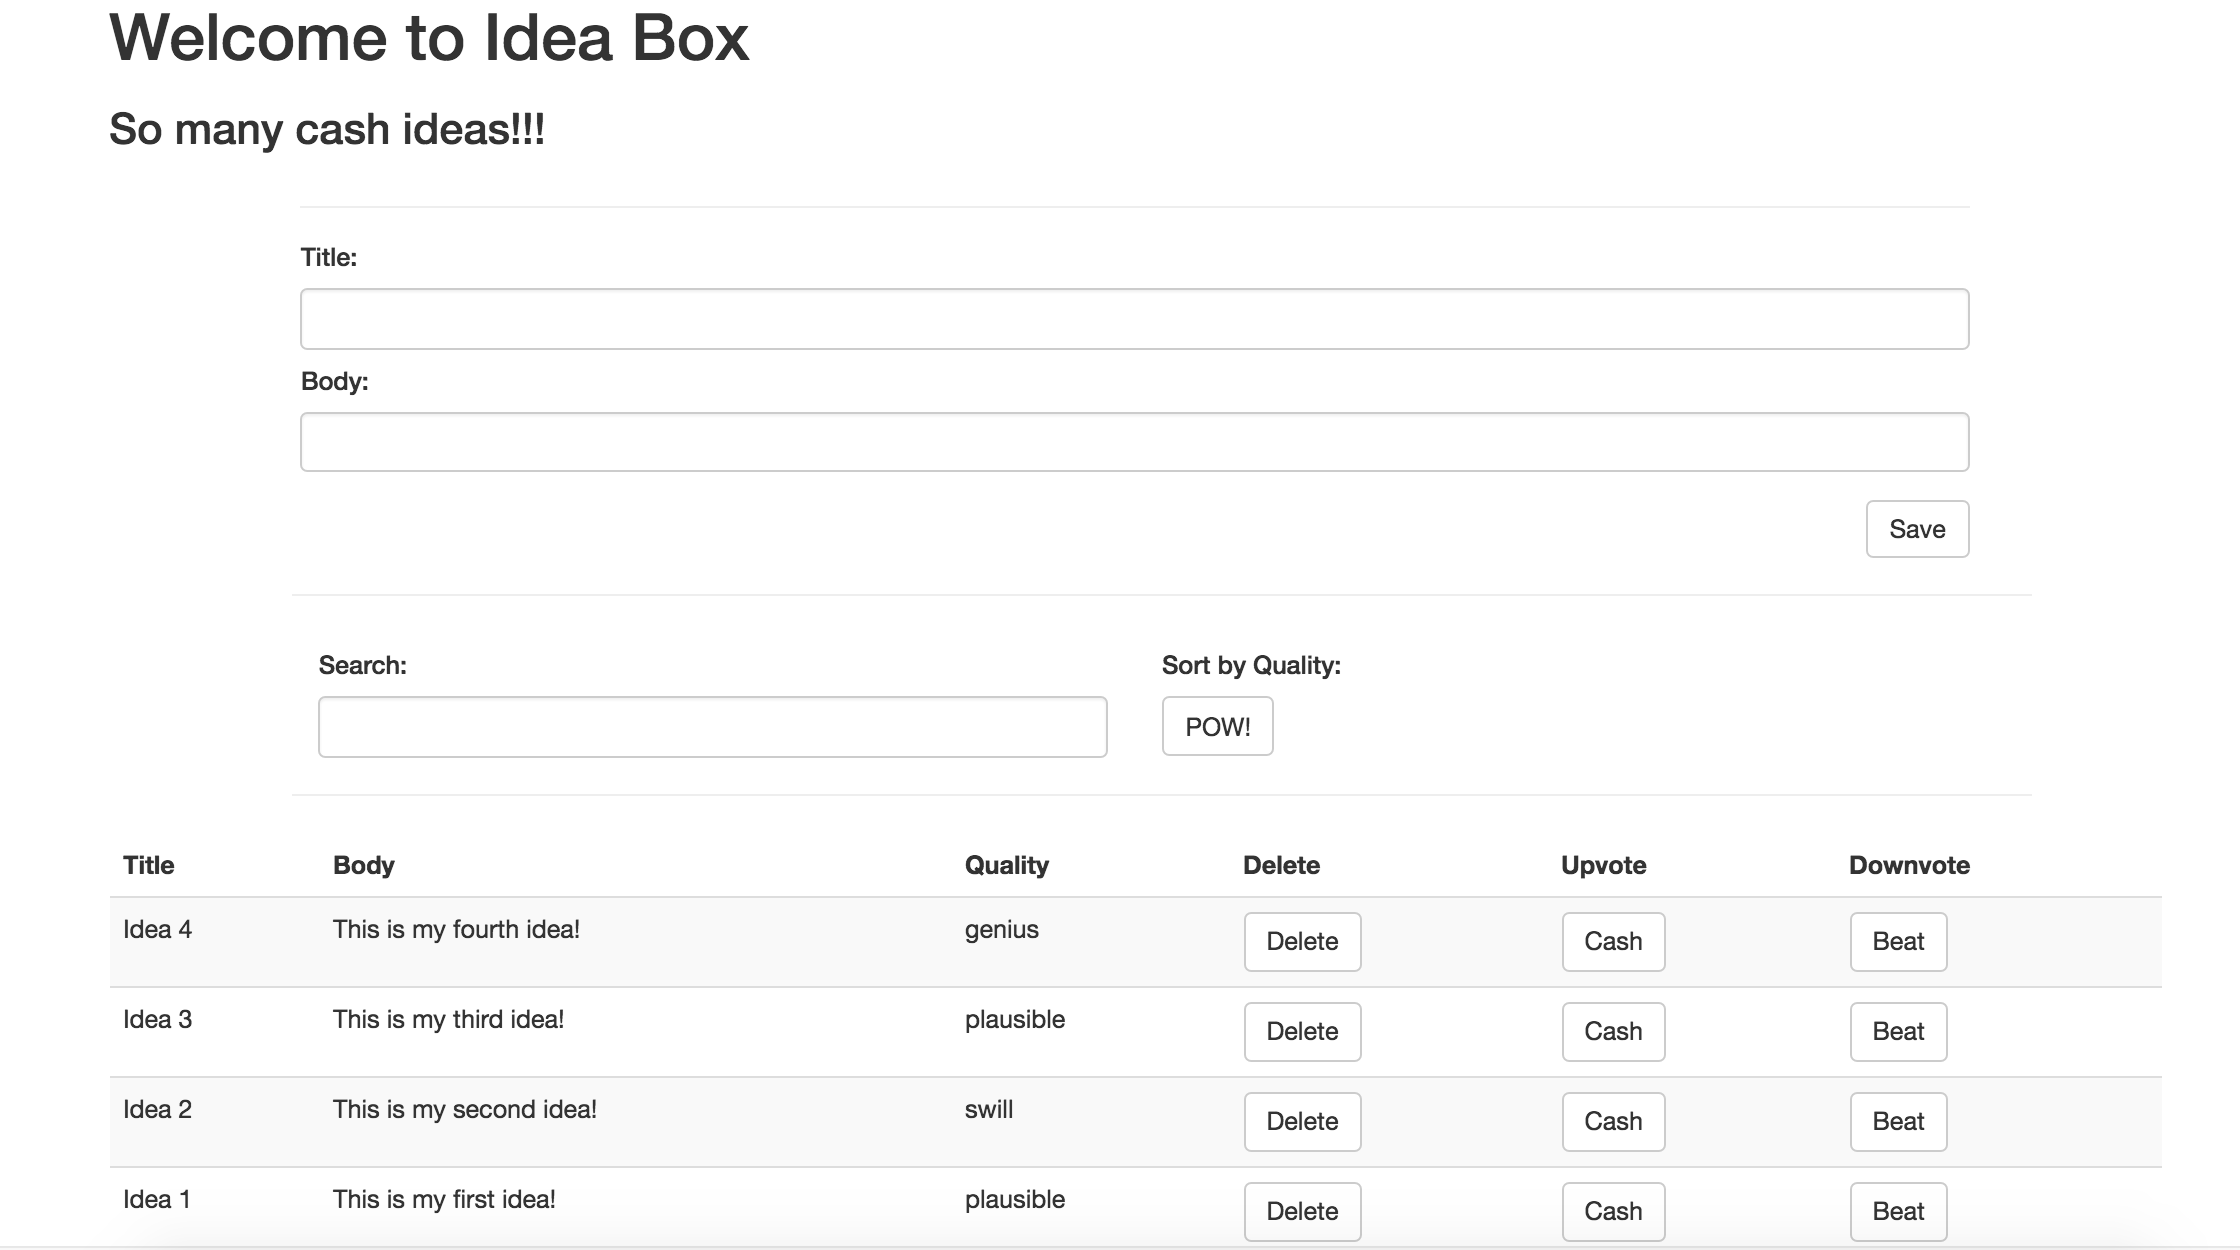 Welcome to Idea Box
So many cash ideas!!!
Title:
Body:
Save
Search: Sort by Quality:
POW!
Title Body Quality Delete Upvote Downvote
Idea 4 This is my fourth idea! genius Delete Cash Beat
Idea 3 This is my third idea! plausible Delete Cash Beat
Idea 2 This is my second idea! swill Delete Cash Beat
Idea 1 This is my first idea! plausible Delete Cash Beat